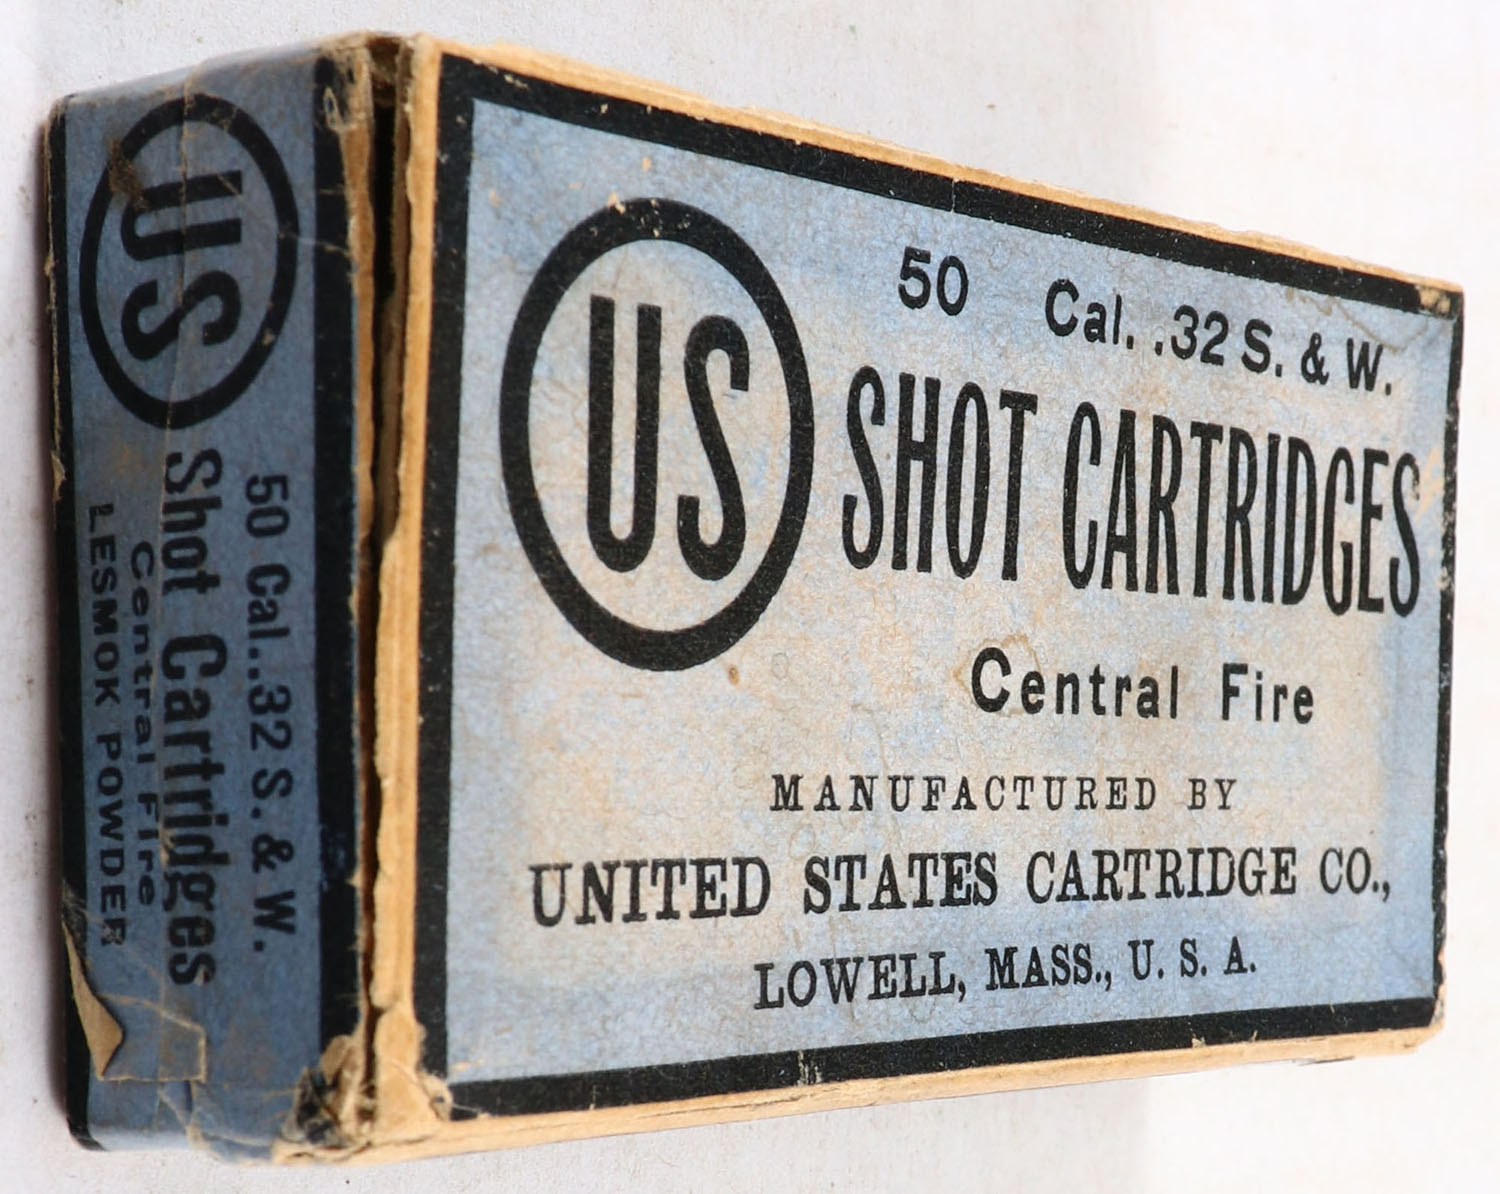 US
50 Cal. .32 S. & W.
SHOT CARTRIDGES
Central Fire
MANUFACTURED BY
UNITED STATES CARTRIDGE CO.,
LOWELL, MASS., U. S. A.
US
50 Cal. .32 S. & W.
Shot Cartridges
Central Fire
LESMOK POWDER